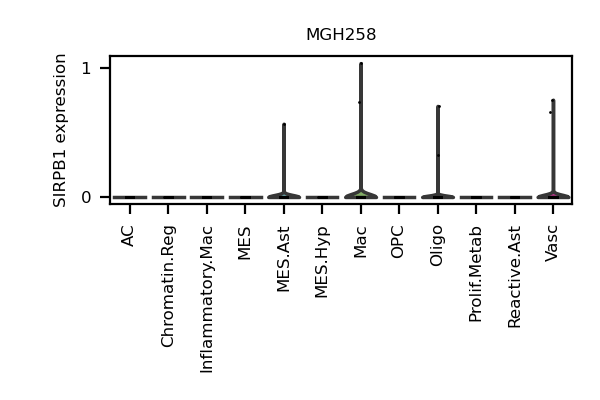 MGH258
SIRPB1 expression
1
0
AC
Chromatin.Reg
Inflammatory.Mac
MES
MES.Ast
MES.Hyp
Mac
OPC
Oligo
Prolif.Metab
Reactive.Ast
Vasc